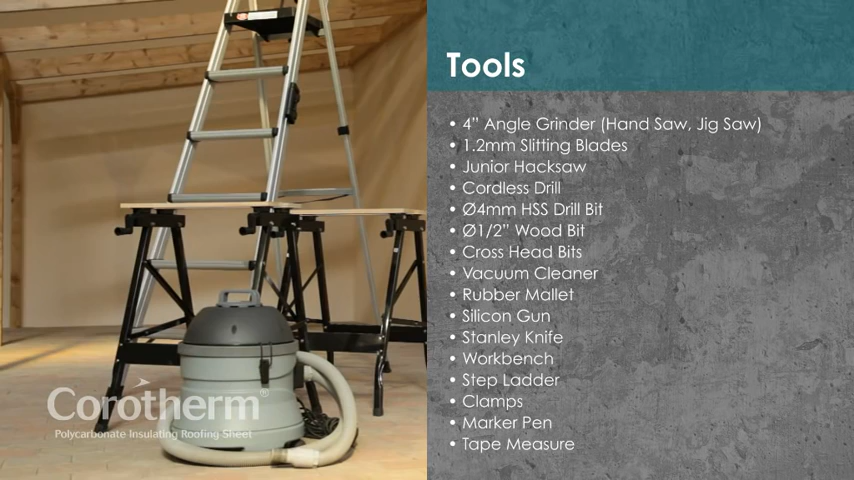 Tools
• 4" Angle Grinder (Hand Saw, Jig Saw)
• 1.2mm Slitting Blades
• Junior Hacksaw
• Cordless Drill
• Ø4mm HSS Drill Bit
• Ø1/2" Wood Bit
• Cross Head Bits
• Vacuum Cleaner
• Rubber Mallet
• Silicon Gun
• Stanley Knife
• Workbench
• Step Ladder
• Clamps
• Marker Pen
• Tape Measure
Corotherm®
Polycarbonate Insulating Roofing Sheet